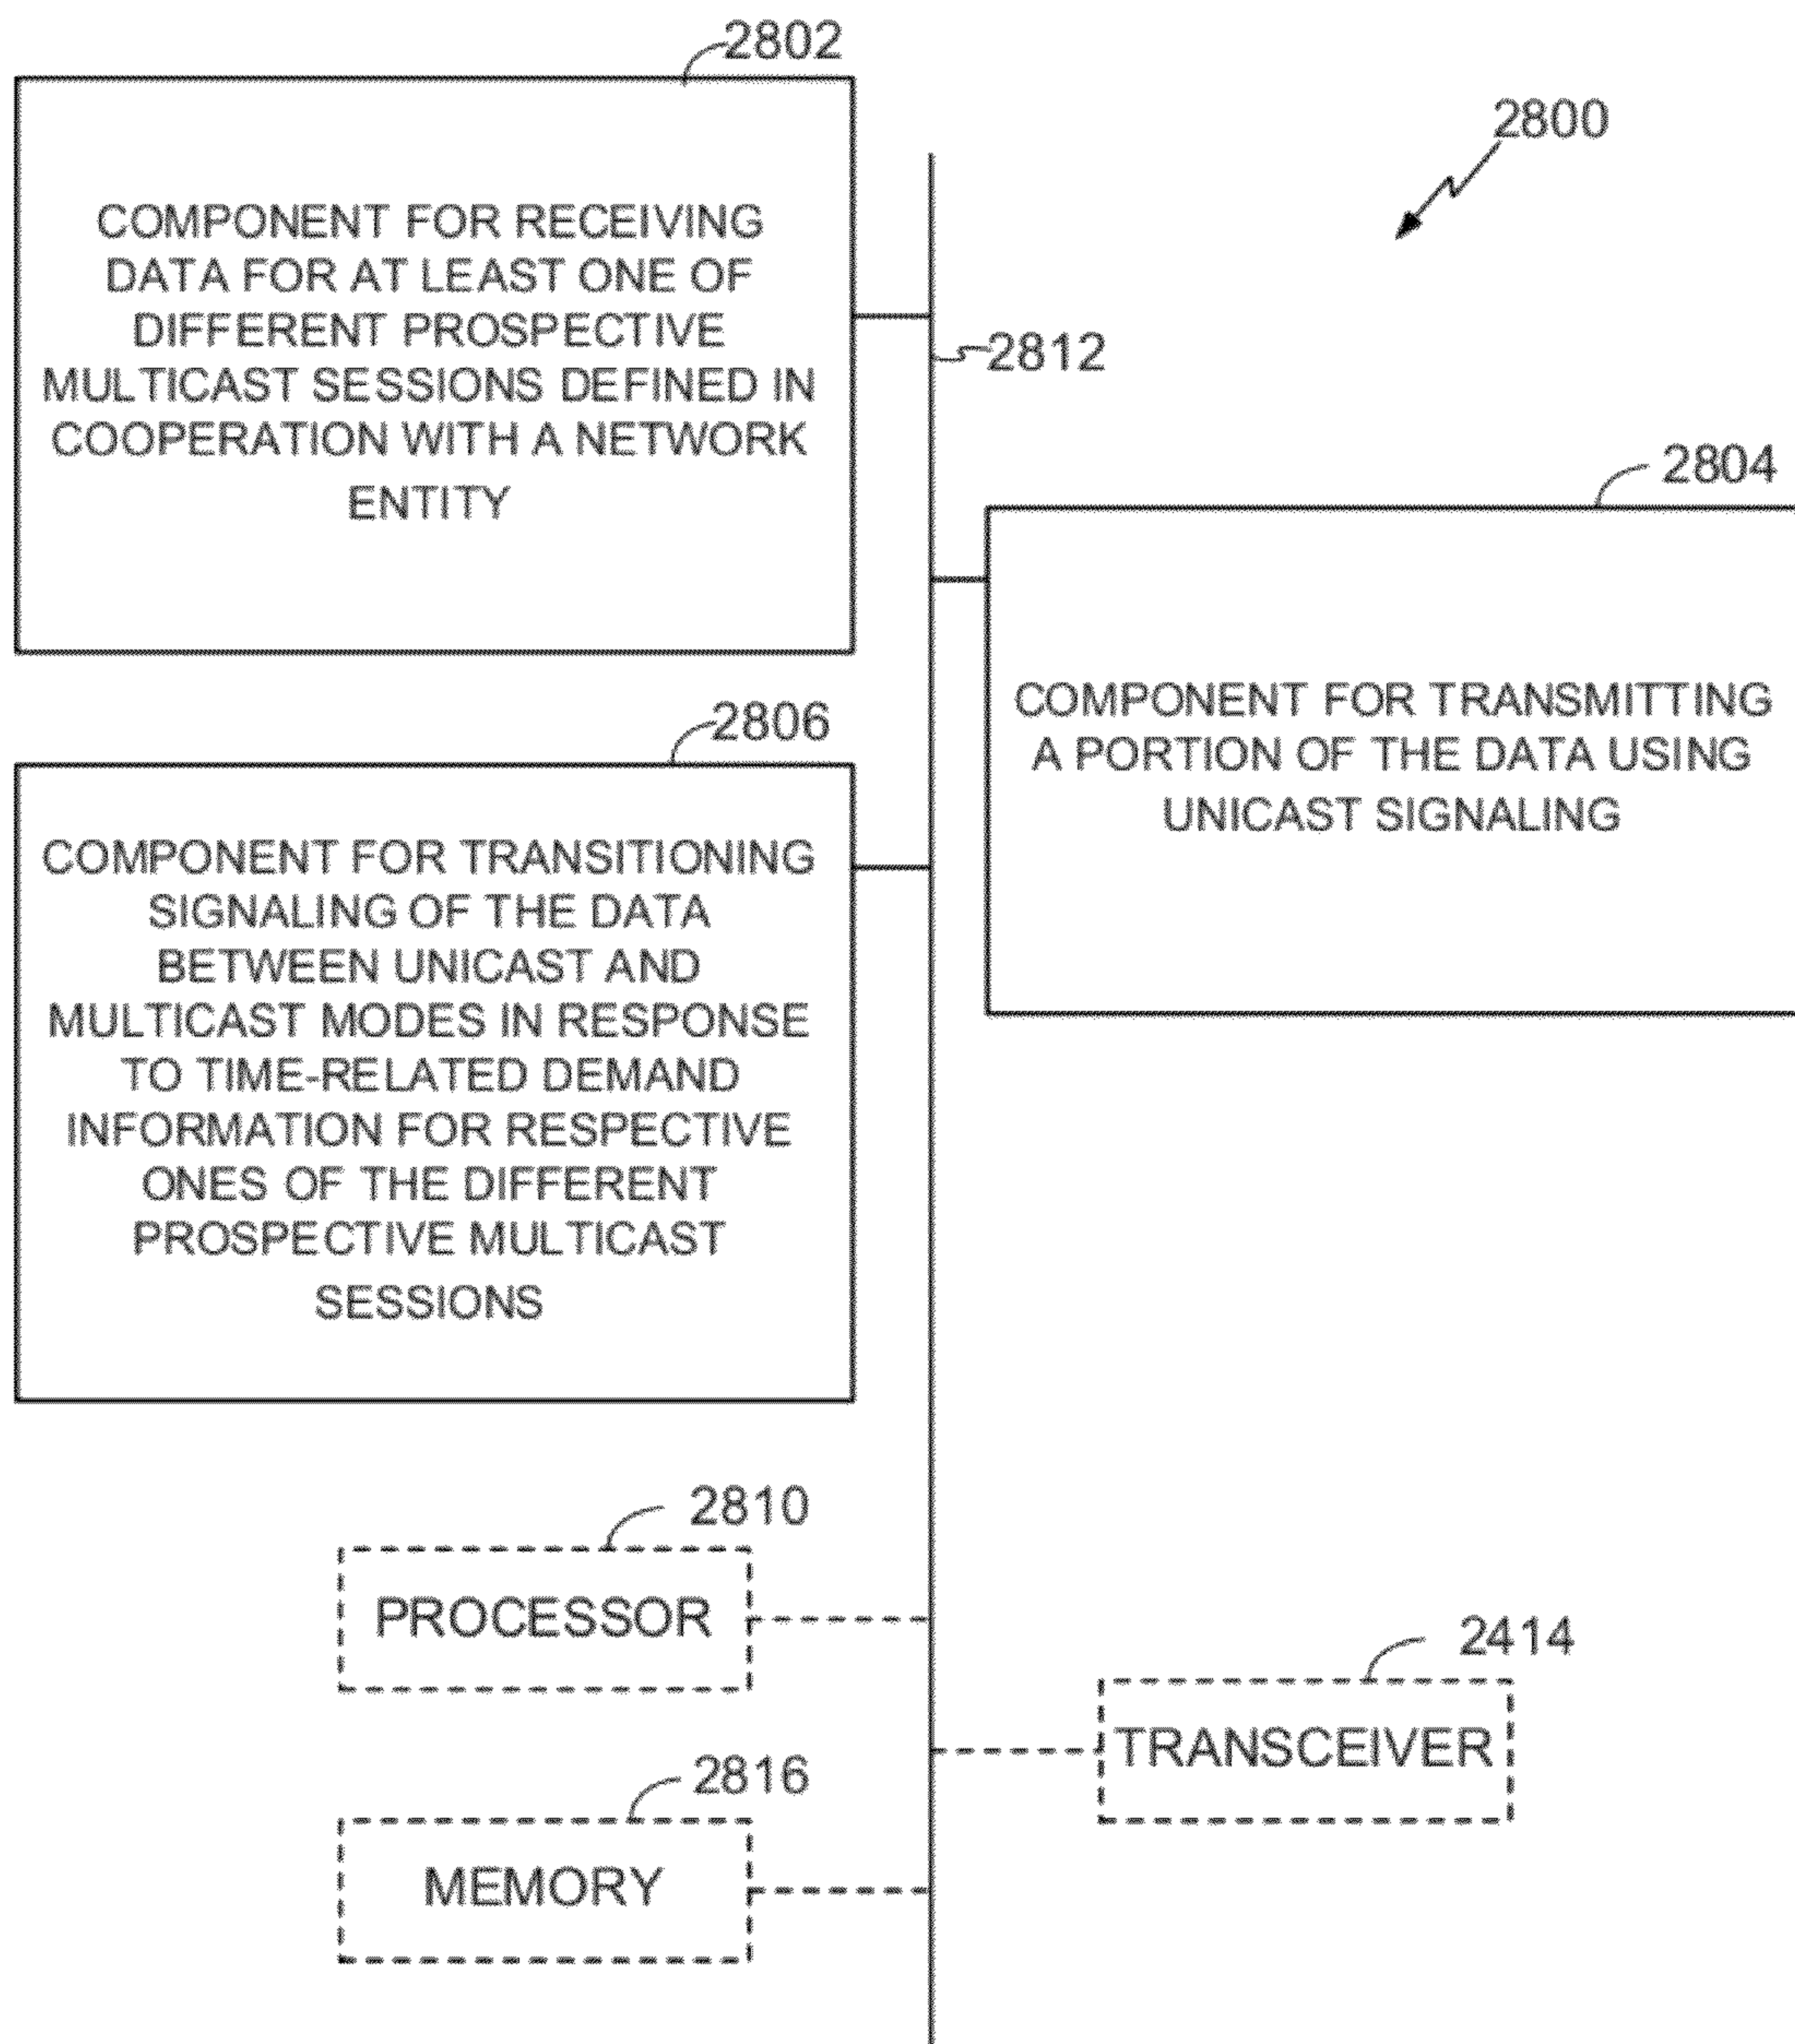 2802
2800
COMPONENT FOR RECEIVING
DATA FOR AT LEAST ONE OF
DIFFERENT PROSPECTIVE
MULTICAST SESSIONS DEFINED IN
COOPERATION WITH A NETWORK
ENTITY
2812
2804
COMPONENT FOR TRANSMITTING
A PORTION OF THE DATA USING
UNICAST SIGNALING
2806
COMPONENT FOR TRANSITIONING
SIGNALING OF THE DATA
BETWEEN UNICAST AND
MULTICAST MODES IN RESPONSE
TO TIME-RELATED DEMAND
INFORMATION FOR RESPECTIVE
ONES OF THE DIFFERENT
PROSPECTIVE MULTICAST
SESSIONS
2810
PROCESSOR
2414
TRANSCEIVER
2816
MEMORY